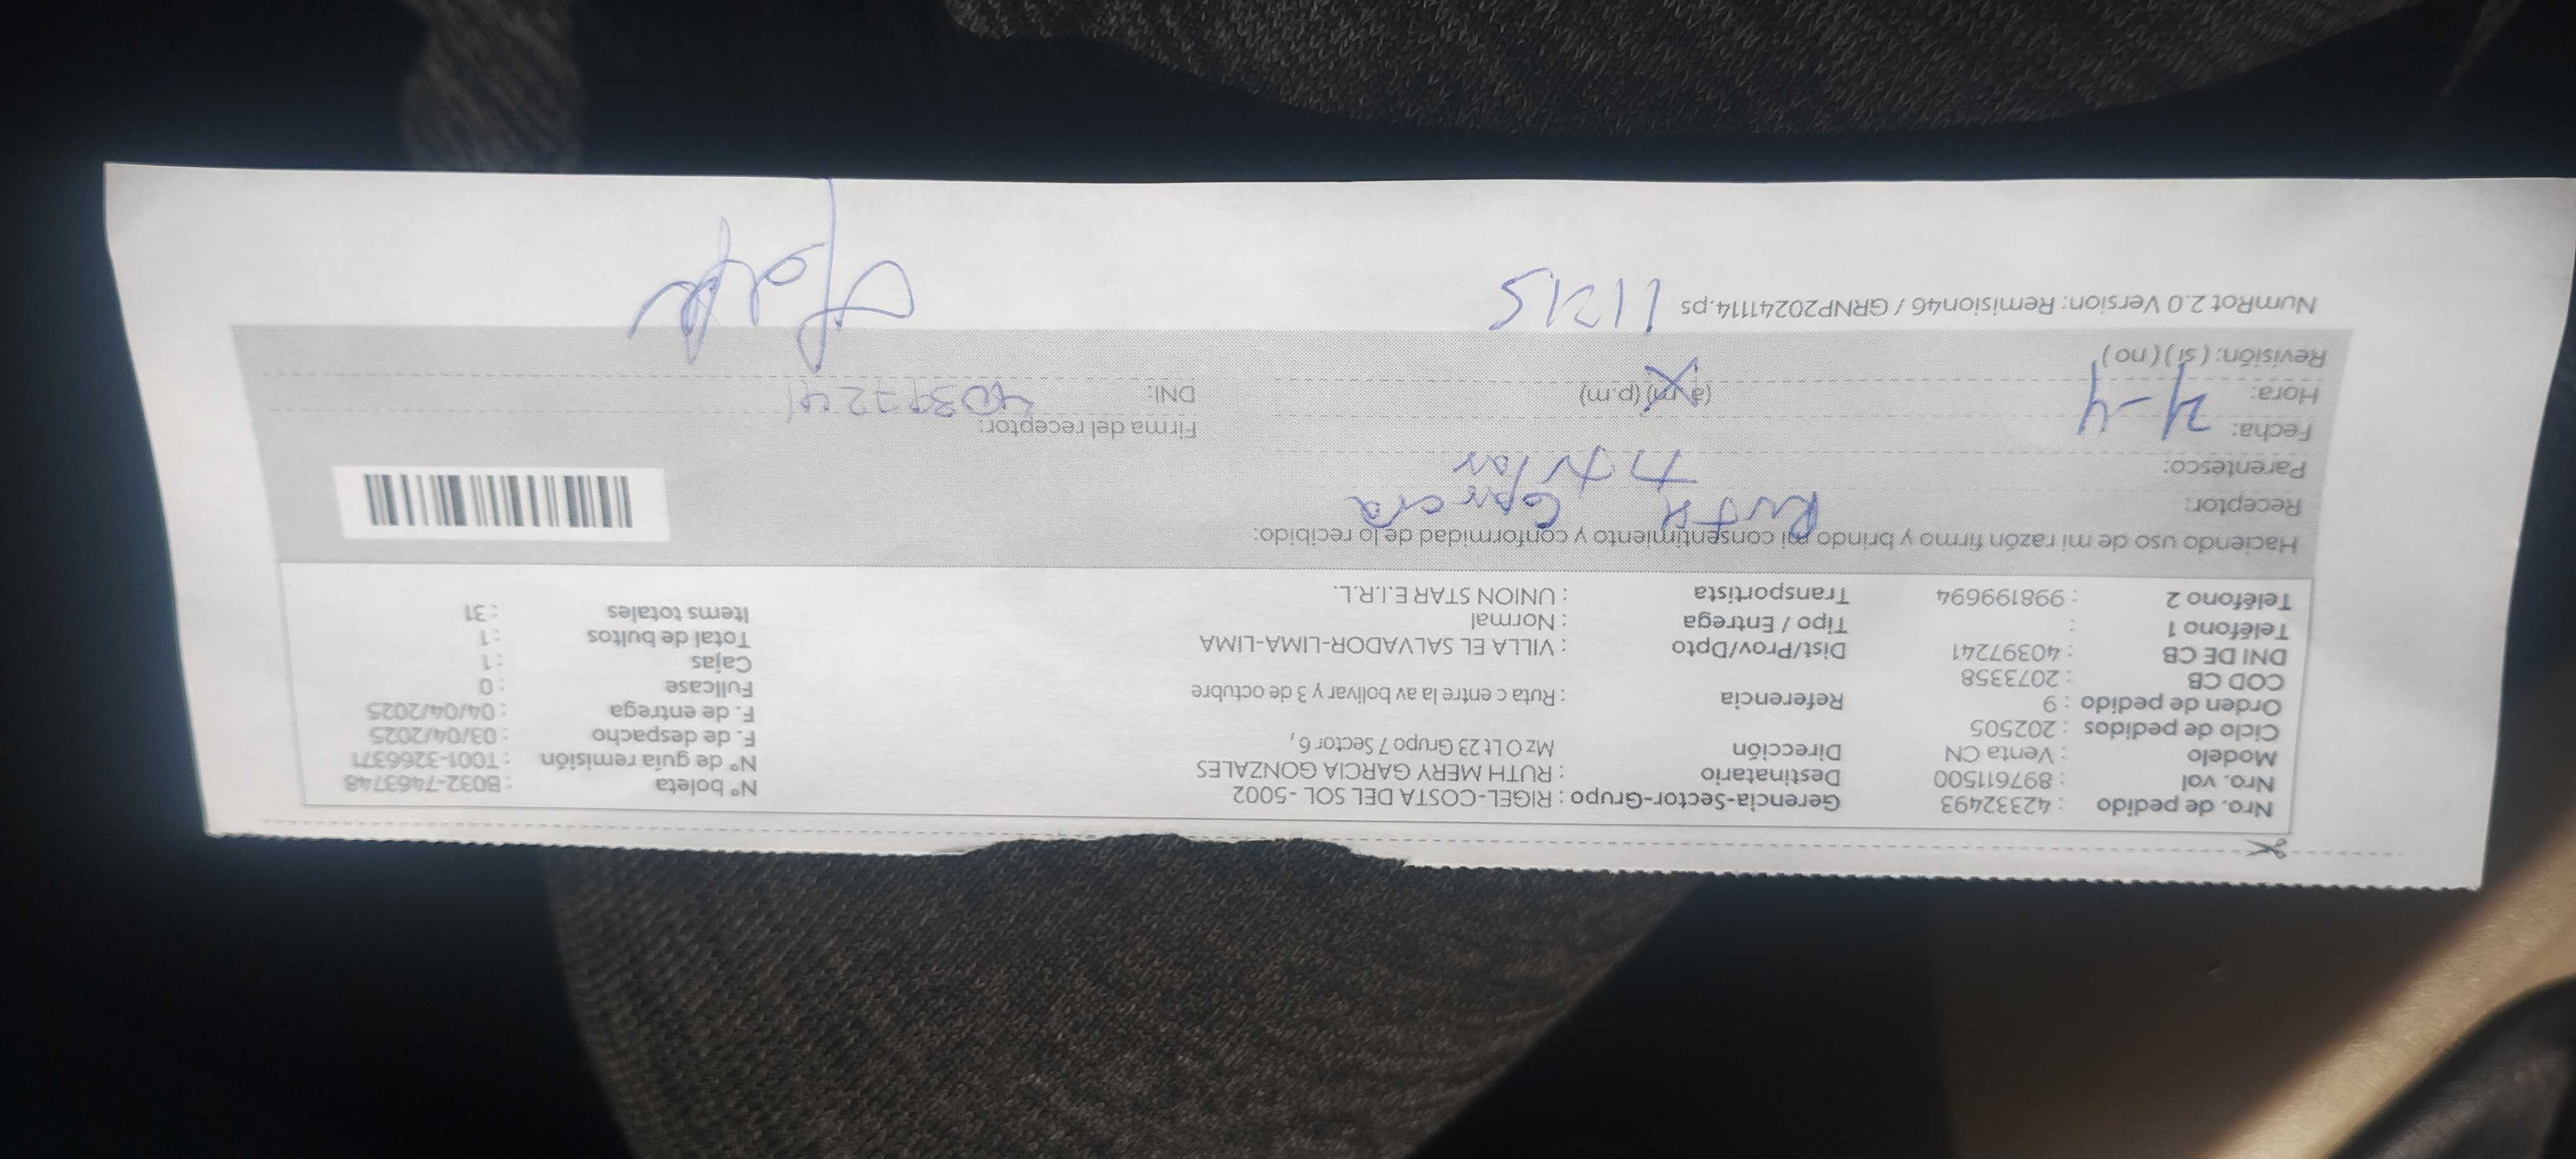 Nro. de pedido : 42332493 Gerencia-Sector-Grupo : RIGEL-COSTA DEL SOL -5002 N° boleta : B032-7463748
Nro. vol : 897611500 Destinatario : RUTH MERY GARCIA GONZALES N° de guía remisión : T001-3266371
Modelo : Venta CN Dirección Mz O Lt 23 Grupo 7 Sector 6, F. de despacho : 03/04/2025
Ciclo de pedidos : 202505 F. de entrega : 04/04/2025
Orden de pedido : 9 Referencia : Ruta c entre la av bolivar y 3 de octubre Fullcase : 0
COD CB : 2073358 Cajas : 1
DNI DE CB : 40397241 Dist/Prov/Dpto : VILLA EL SALVADOR-LIMA-LIMA Total de bultos : 1
Teléfono 1 : Tipo / Entrega : Normal Items totales : 31
Teléfono 2 : 998199694 Transportista : UNION STAR E.I.R.L.
Haciendo uso de mi razón firmo y brindo mi consentimiento y conformidad de lo recibido:
Receptor: Ruth Garcia
Parentesco: titular
Fecha: 4-4 Firma del receptor:
Hora: (a.m) (p.m) DNI: 40397241
Revisión: ( si ) ( no )
NumRot 2.0 Version: Remision46 / GRNP20241114.ps